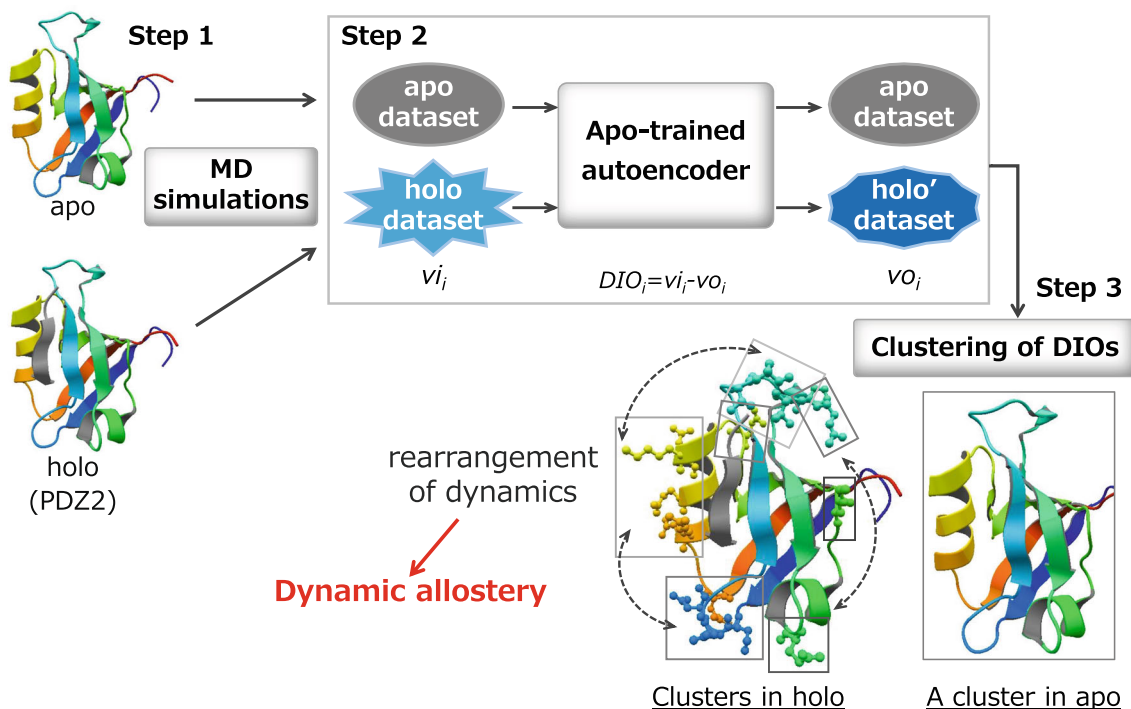 Step 1
apo
MD
simulations
holo
(PDZ2)
Step 2
apo
dataset
Apo-trained
autoencoder
apo
dataset
holo
dataset
holo’
dataset
vi_i
DIO_i=vi_i-vo_i
vo_i
Step 3
Clustering of DIOs
rearrangement
of dynamics
Dynamic allostery
Clusters in holo
A cluster in apo